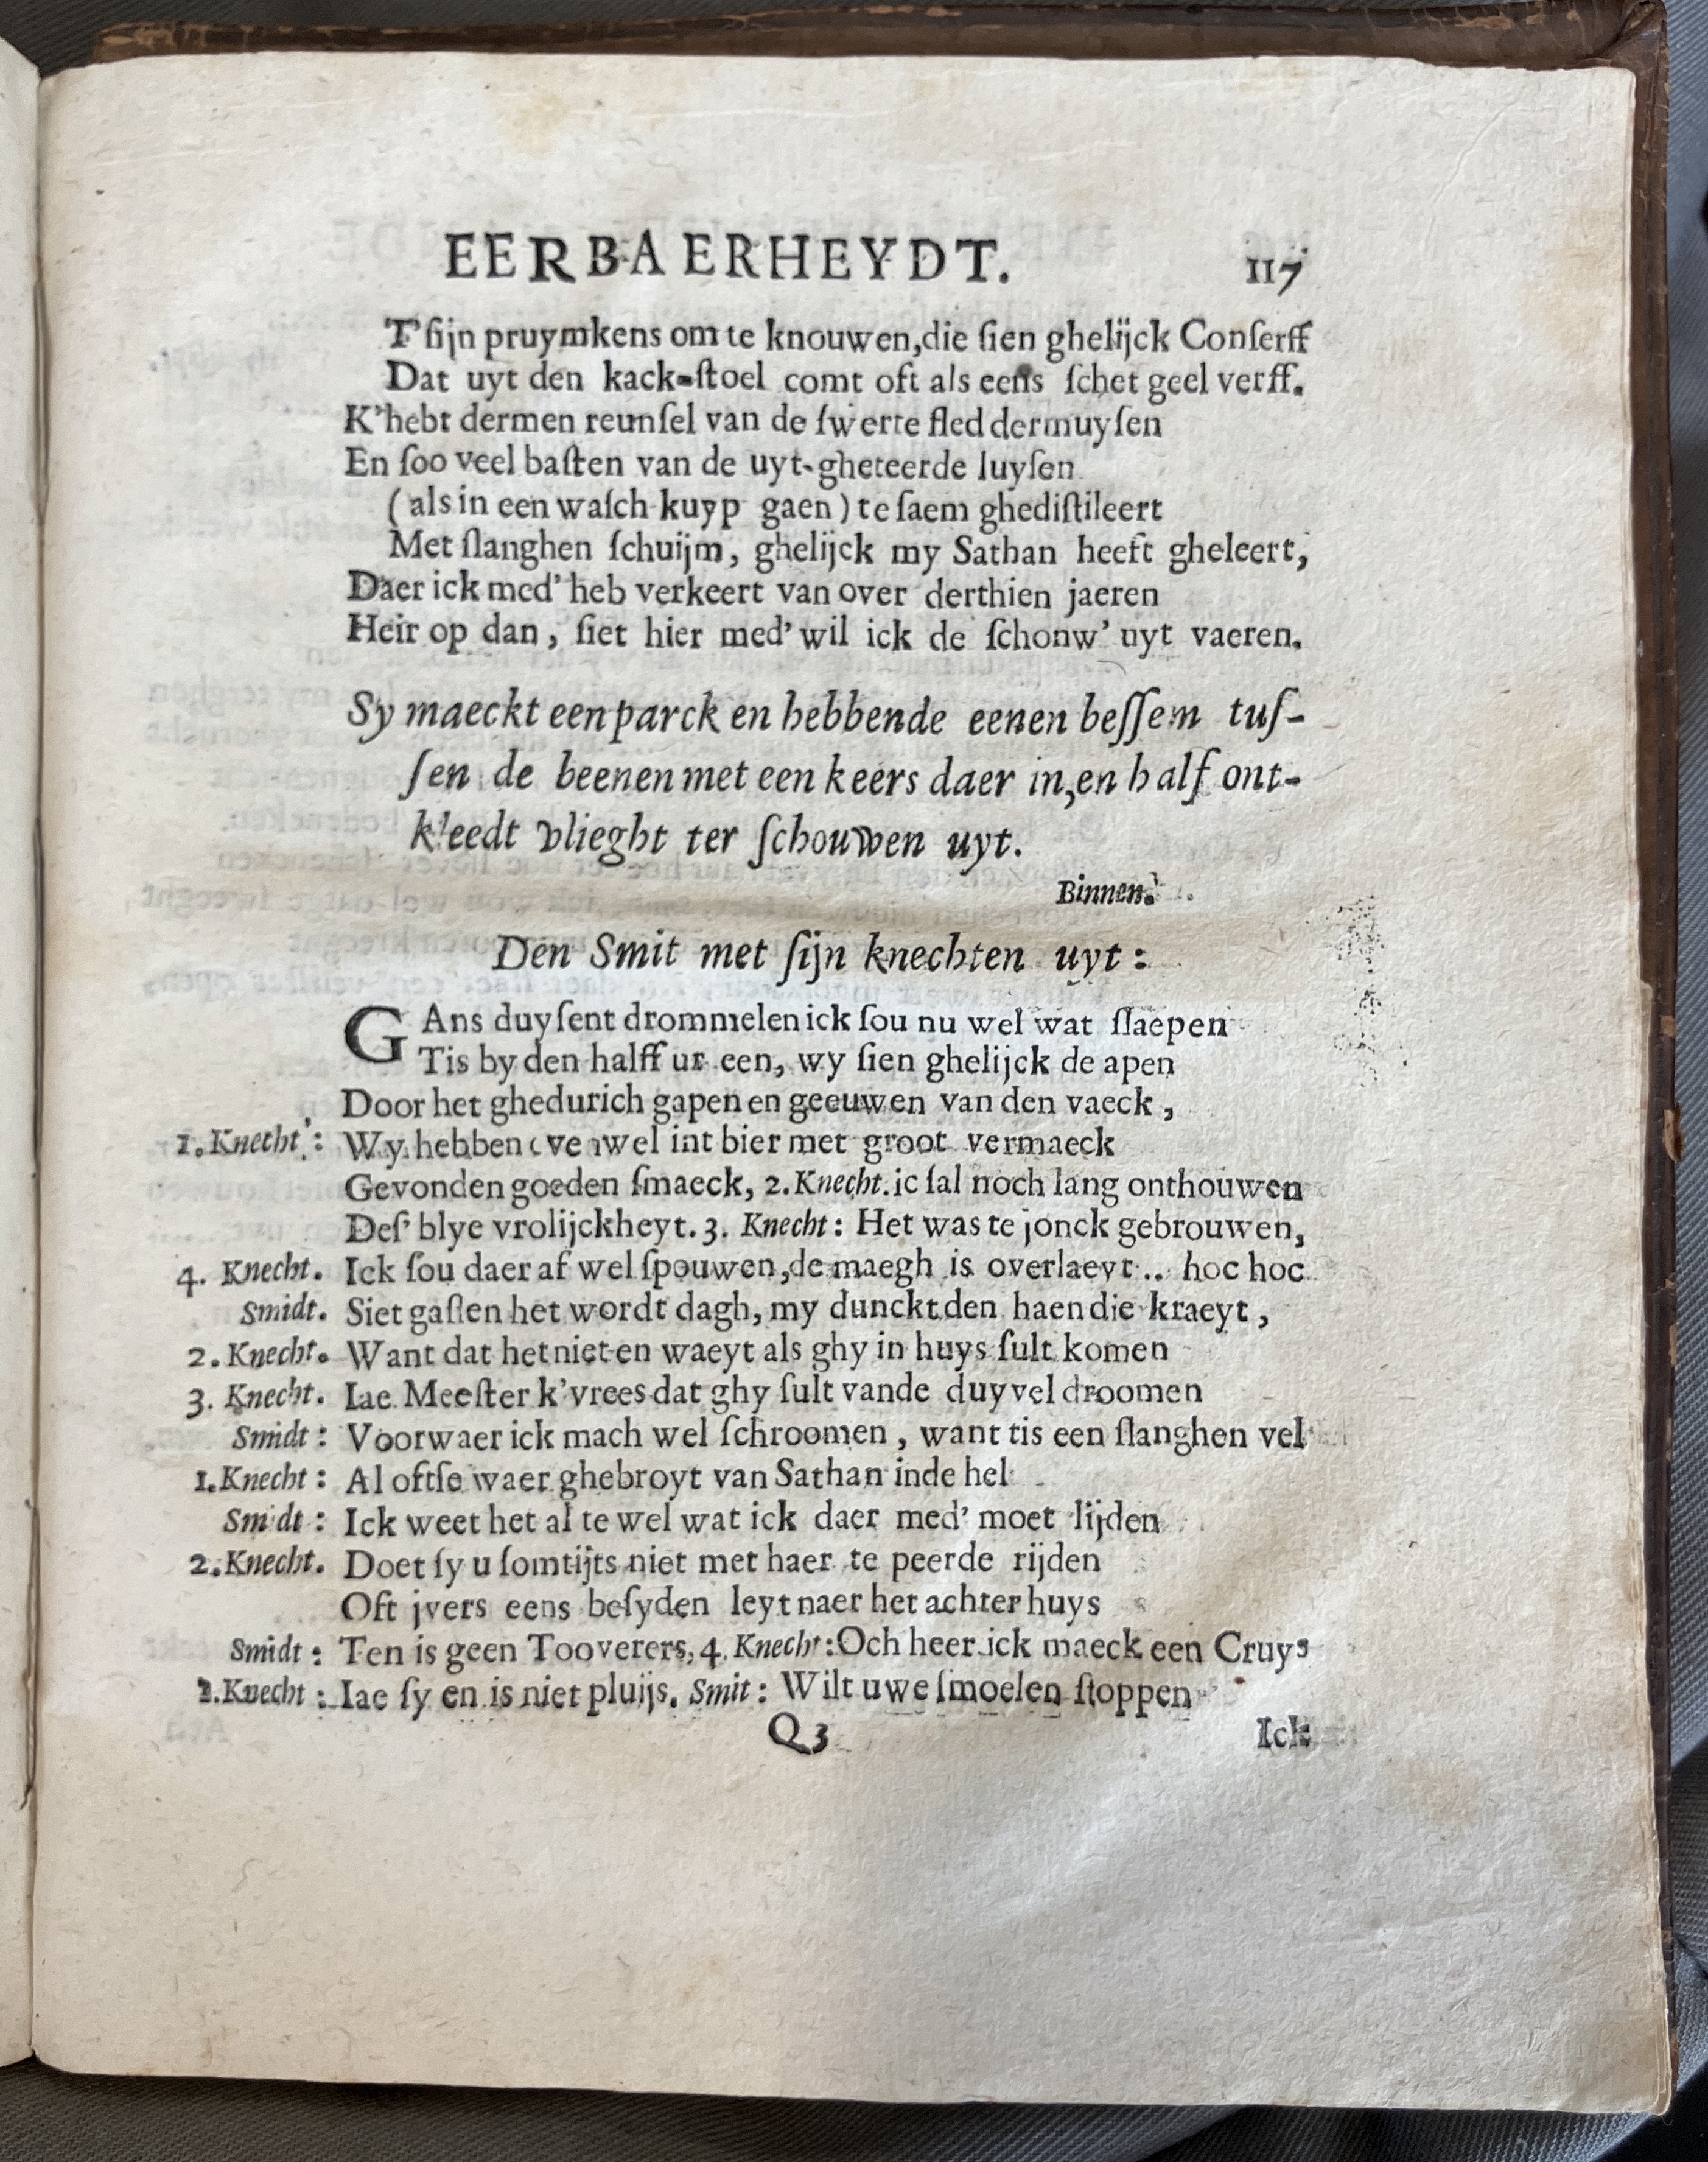 EERBAERHEYDT. 117
T'ſijn pruymkens om te knouwen,die ſien ghelijck Conſerff
Dat uyt den kack-ſtoel comt oft als eens ſchet geel verff.
K'hebt dermen reunſel van de ſwerte fleddermuyſen
En ſoo veel baſten van de uyt-gheteerde luyſen
(als in een waſch-kuyp gaen) te ſaem ghediſtileert
Met ſlanghen ſchuijm, ghelijck my Sathan heeft gheleert,
Daer ick med' heb verkeert van over derthien jaeren
Heir op dan, ſiet hier med' wil ick de ſchonw' uyt vaeren.
Sy maeckt een parck en hebbende eenen beſſem tuſ-
ſen de beenen met een keers daer in,en half ont-
kleedt vlieght ter ſchouwen uyt.
Binnen.
Den Smit met ſijn knechten uyt:
GAns duyſent drommelen ick ſou nu wel wat ſlaepen
Tis by den halff ur een, wy ſien ghelijck de apen
Door het ghedurich gapen en geeuwen van den vaeck,
1. Knecht: Wy hebben wel int bier met groot vermaeck
Gevonden goeden ſmaeck, 2. Knecht. ic ſal noch lang onthouwen
Deſ' blye vrolijckheyt. 3. Knecht: Het was te jonck gebrouwen,
4. Knecht. Ick ſou daer af wel ſpouwen,de maegh is overlaeyt .. hoc hoc
Smidt. Siet gaſten het wordt dagh, my dunckt den haen die kraeyt,
2. Knecht. Want dat het niet en waeyt als ghy in huys ſult komen
3. Knecht. Iae Meeſter k'vrees dat ghy ſult vande duyvel droomen
Smidt: Voorwaer ick mach wel ſchroomen, want tis een ſlanghen vel
1. Knecht: Al oftſe waer ghebroyt van Sathan inde hel
Smidt: Ick weet het al te wel wat ick daer med' moet lijden
2. Knecht. Doet ſy u ſomtijts niet met haer te peerde rijden
Oft jvers eens beſyden leyt naer het achter huys
Smidt: Ten is geen Tooverers, 4. Knecht: Och heer ick maeck een Cruys
1. Knecht: Iae ſy en is niet pluijs. Smit: Wilt uwe ſmoelen ſtoppen
Q3 Ick